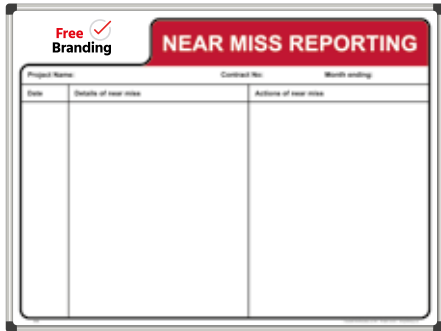 Free
Branding
NEAR MISS REPORTING
Project Name: Contract No: Month ending:
Date Details of near miss Actions of near miss